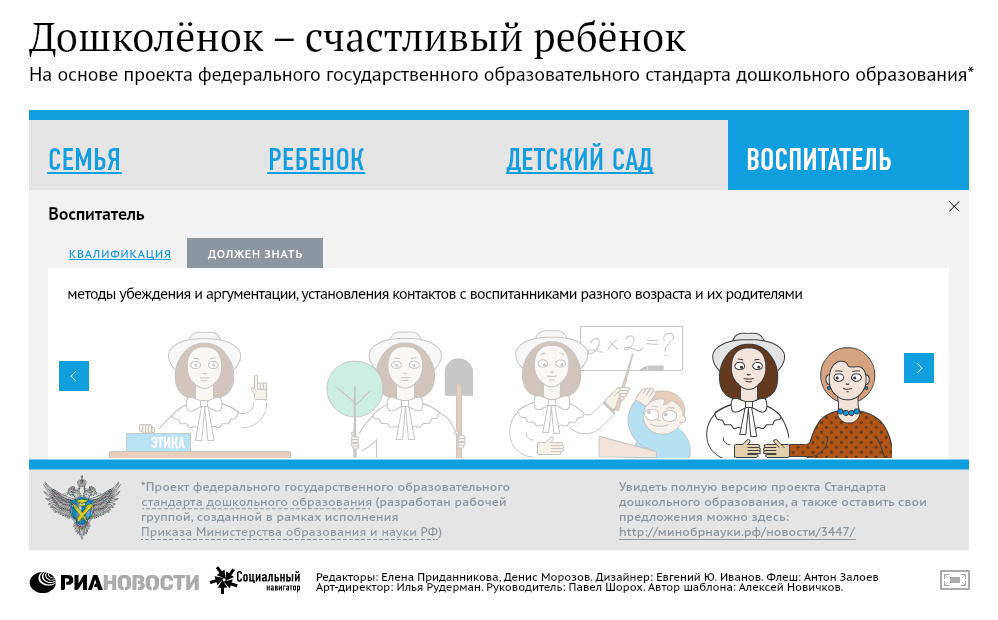 Дошколёнок – счастливый ребёнок
На основе проекта федерального государственного образовательного стандарта дошкольного образования*
СЕМЬЯ
РЕБЕНОК
ДЕТСКИЙ САД
ВОСПИТАТЕЛЬ
Воспитатель
КВАЛИФИКАЦИЯ
ДОЛЖЕН ЗНАТЬ
методы убеждения и аргументации, установления контактов с воспитанниками разного возраста и их родителями
2×2=?
ЭТИКА
*Проект федерального государственного образовательного
стандарта дошкольного образования (разработан рабочей
группой, созданной в рамках исполнения
Приказа Министерства образования и науки РФ)
Увидеть полную версию проекта Стандарта
дошкольного образования, а также оставить свои
предложения можно здесь:
http://минобрнауки.рф/новости/3447/
РИАНОВОСТИ
Социальный
навигатор
Редакторы: Елена Приданникова, Денис Морозов. Дизайнер: Евгений Ю. Иванов. Флеш: Антон Залоев
Арт-директор: Илья Рудерман. Руководитель: Павел Шорох. Автор шаблона: Алексей Новичков.